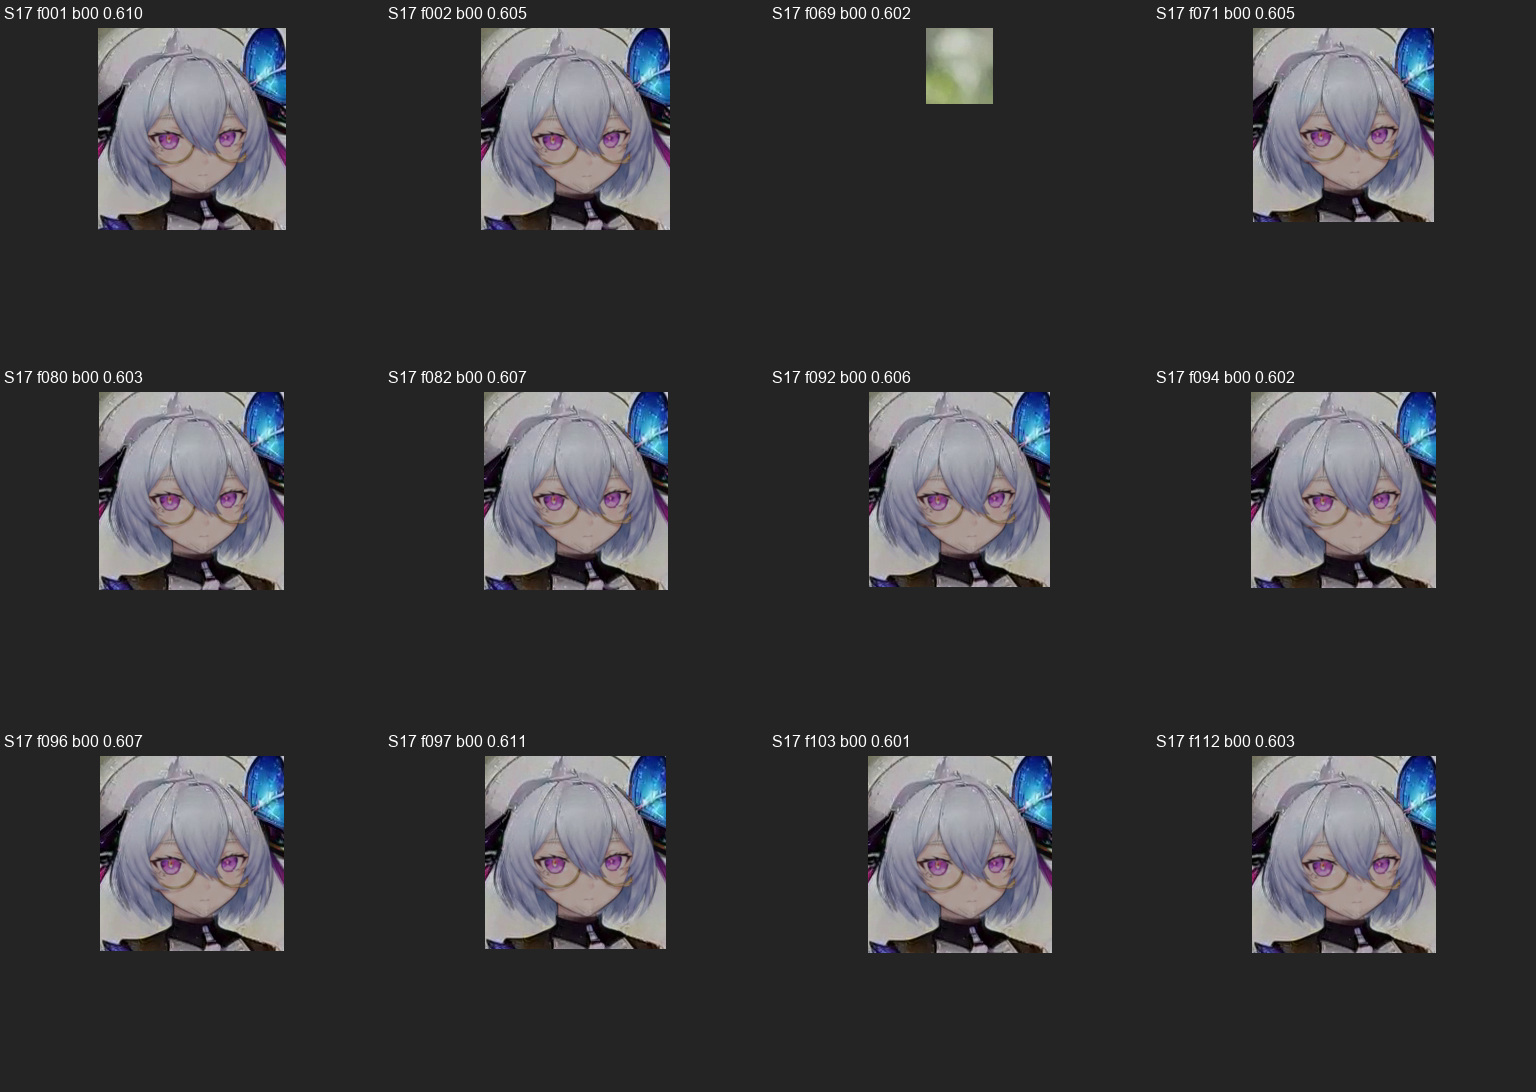 S17 f001 b00 0.610
S17 f002 b00 0.605
S17 f069 b00 0.602
S17 f071 b00 0.605
S17 f080 b00 0.603
S17 f082 b00 0.607
S17 f092 b00 0.606
S17 f094 b00 0.602
S17 f096 b00 0.607
S17 f097 b00 0.611
S17 f103 b00 0.601
S17 f112 b00 0.603